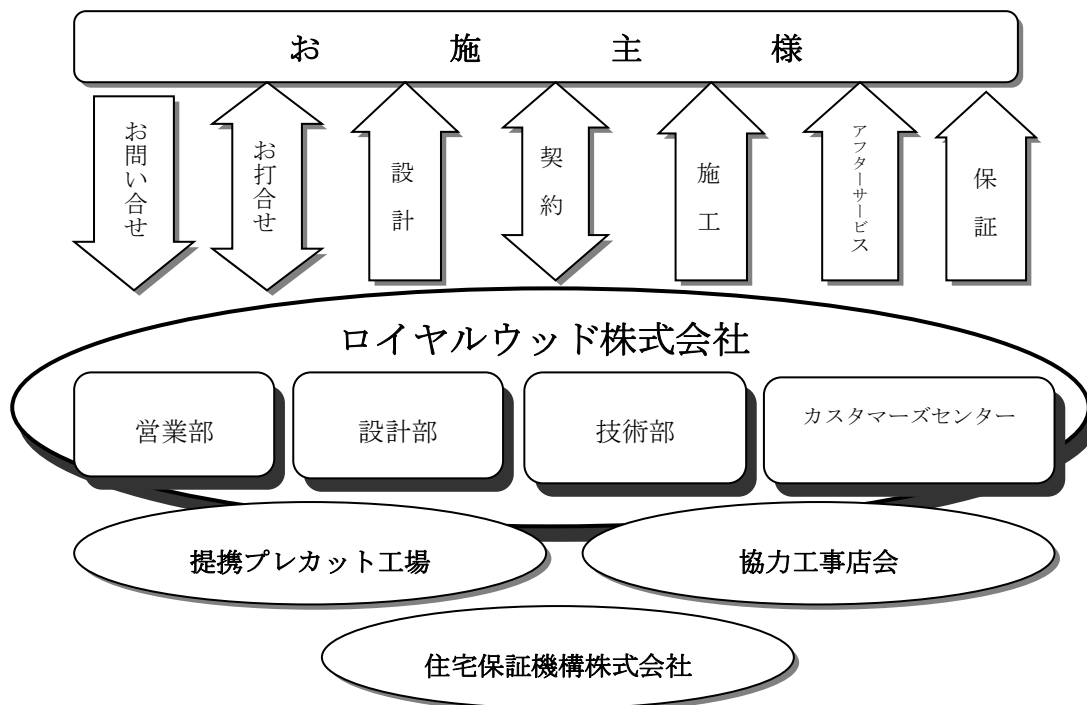 お施主様
お問い合せ
お打合せ
設計
契約
施工
アフターサービス
保証
ロイヤルウッド株式会社
営業部
設計部
技術部
カスタマーズセンター
提携プレカット工場
協力工事店会
住宅保証機構株式会社